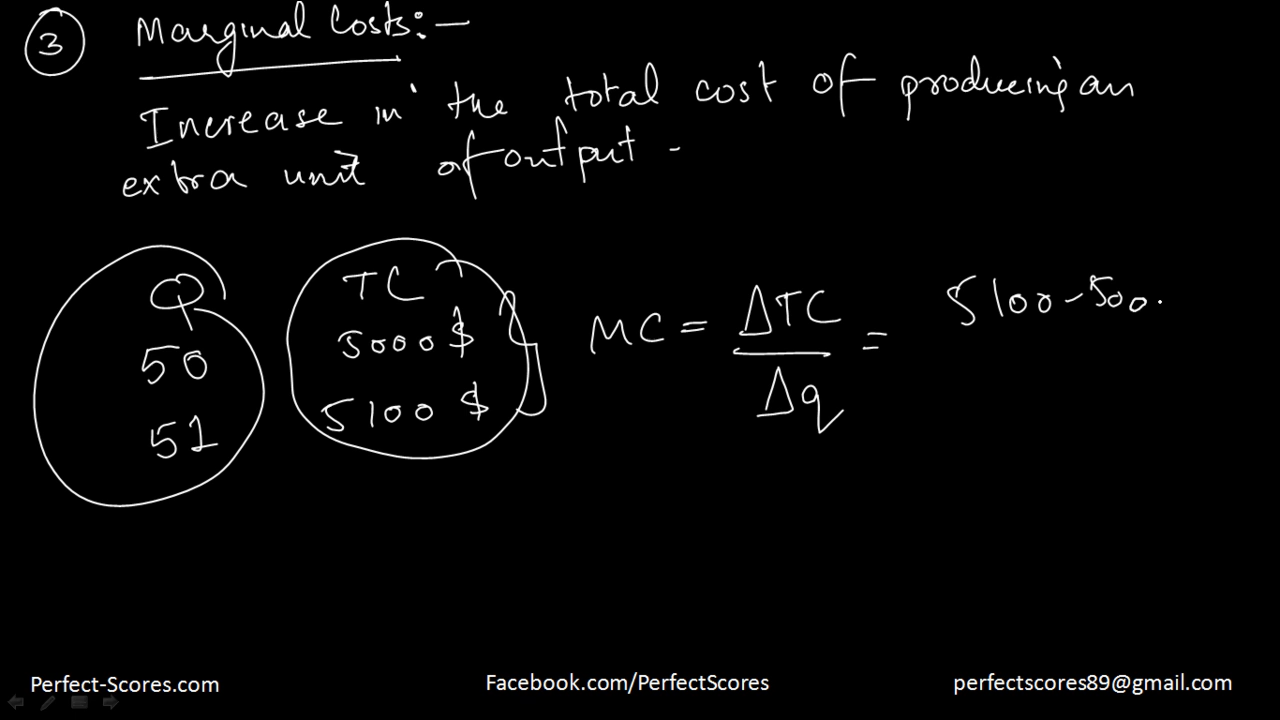 3 Marginal Costs:-
Increase in the total cost of producing an
extra unit of output -
Q TC
50 5000 $
51 5100 $
MC = ΔTC / Δq = 5100 - 500.
Perfect-Scores.com Facebook.com/PerfectScores perfectscores89@gmail.com